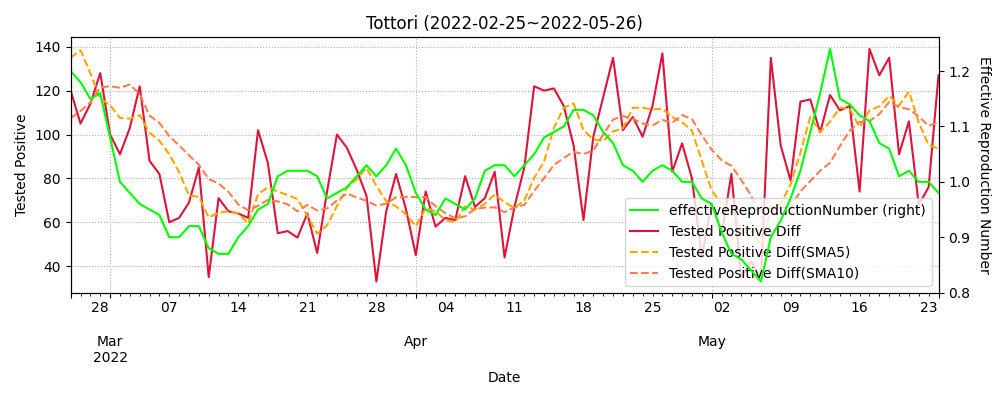 Tottori (2022-02-25~2022-05-26)
Tested Positive
140
120
100
80
60
40
1.2
1.1
1.0
0.9
0.8
Effective Reproduction Number
effectiveReproductionNumber (right)
Tested Positive Diff
Tested Positive Diff(SMA5)
Tested Positive Diff(SMA10)
28 07 14 21 28 04 11 18 25 02 09 16 23
Mar Apr May
2022
Date